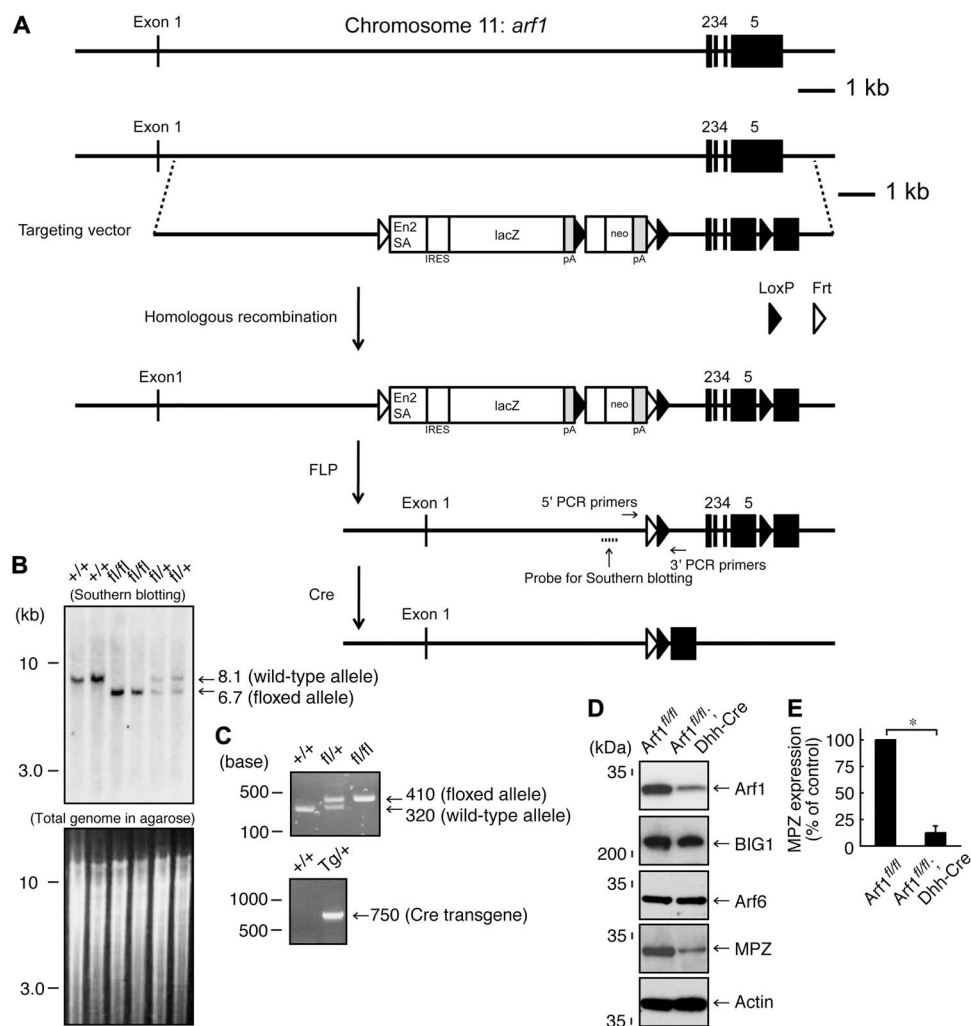 A
Exon 1
Chromosome 11: arf1
234
5
1 kb
Exon 1
234
5
1 kb
Targeting vector
En2
SA
IRES
lacZ
pA
neo
pA
LoxP
Frt
Homologous recombination
Exon1
En2
SA
IRES
lacZ
pA
neo
pA
234
5
FLP
Exon 1
5' PCR primers
234
5
3' PCR primers
Probe for Southern blotting
Cre
Exon 1
B
+/+
+/+
fl/fl
fl/fl
fl/+
fl/+
(Southern blotting)
(kb)
10
3.0
8.1 (wild-type allele)
6.7 (floxed allele)
(Total genome in agarose)
10
3.0
C
+/+
fl/+
fl/fl
(base)
500
100
410 (floxed allele)
320 (wild-type allele)
+/+
Tg/+
1000
500
750 (Cre transgene)
D
Arf1fl/fl
Arf1fl/fl;
Dhh-Cre
(kDa)
35
Arf1
200
BIG1
35
Arf6
35
MPZ
35
Actin
E
MPZ expression
(% of control)
100
75
50
25
0
*
Arf1fl/fl
Arf1fl/fl;
Dhh-Cre